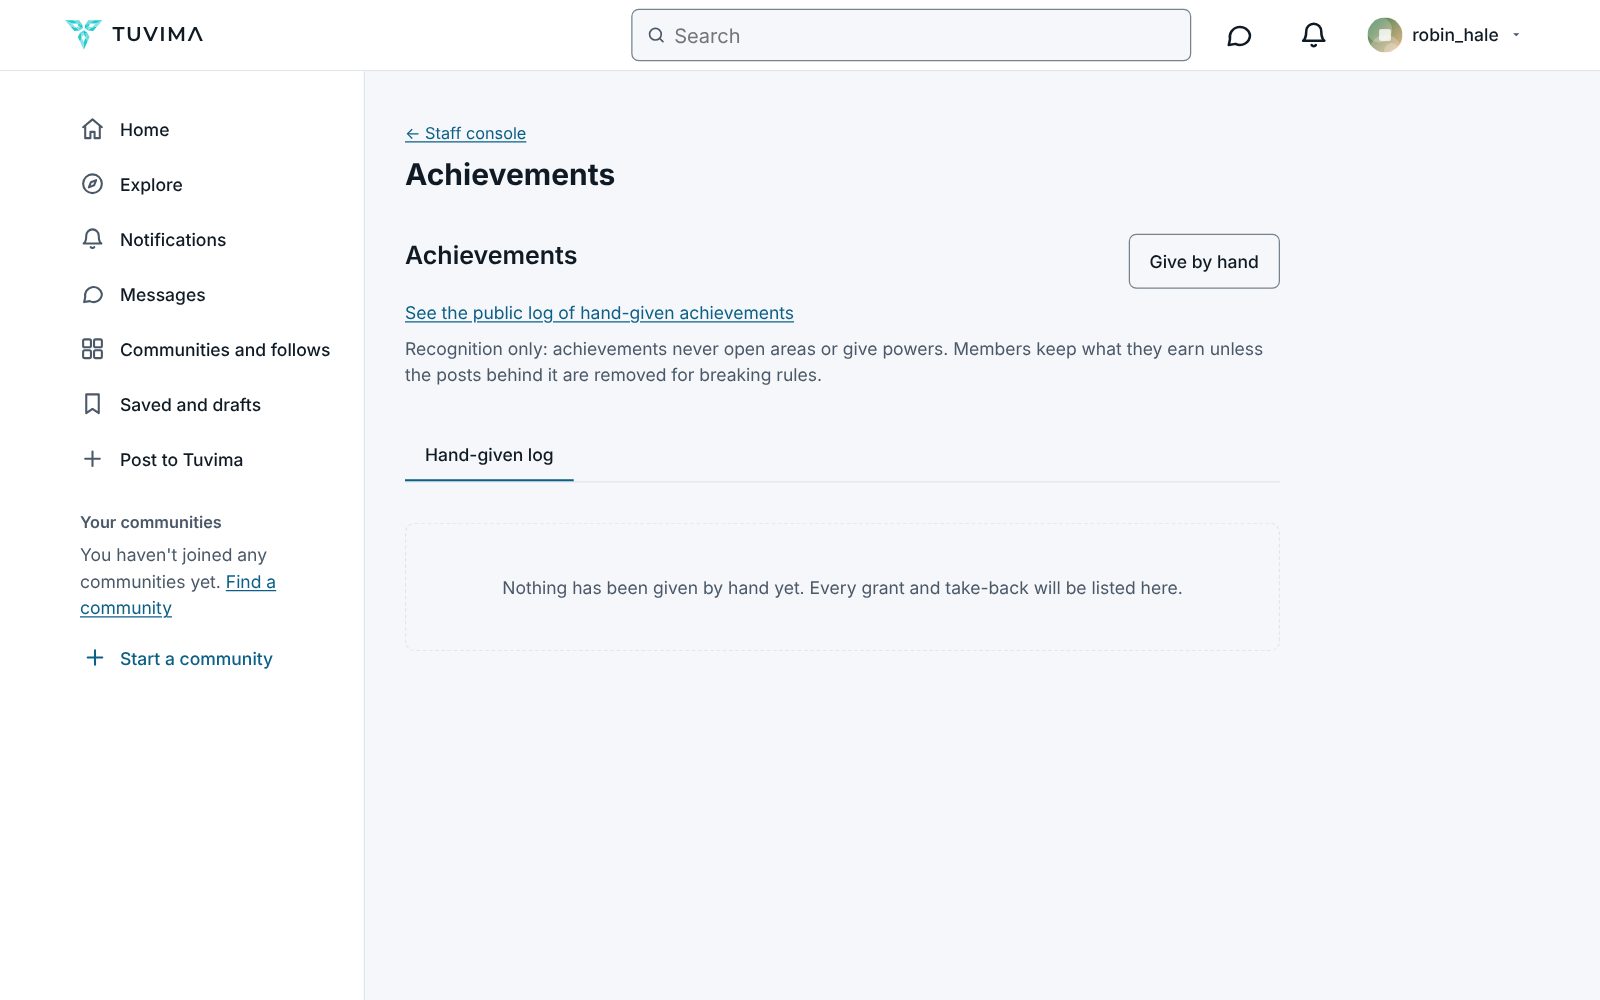 TUVIMA
Search
robin_hale
Home
Explore
Notifications
Messages
Communities and follows
Saved and drafts
Post to Tuvima
Your communities
You haven't joined any
communities yet. Find a
community
Start a community
← Staff console
Achievements
Achievements
Give by hand
See the public log of hand-given achievements
Recognition only: achievements never open areas or give powers. Members keep what they earn unless
the posts behind it are removed for breaking rules.
Hand-given log
Nothing has been given by hand yet. Every grant and take-back will be listed here.